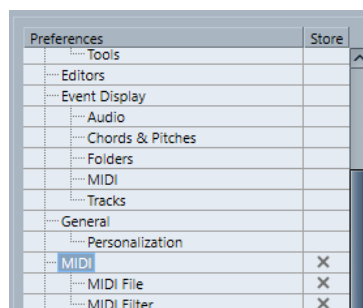 Preferences Store
Tools
Editors
Event Display
Audio
Chords & Pitches
Folders
MIDI
Tracks
General
Personalization
MIDI
MIDI File
MIDI Filter